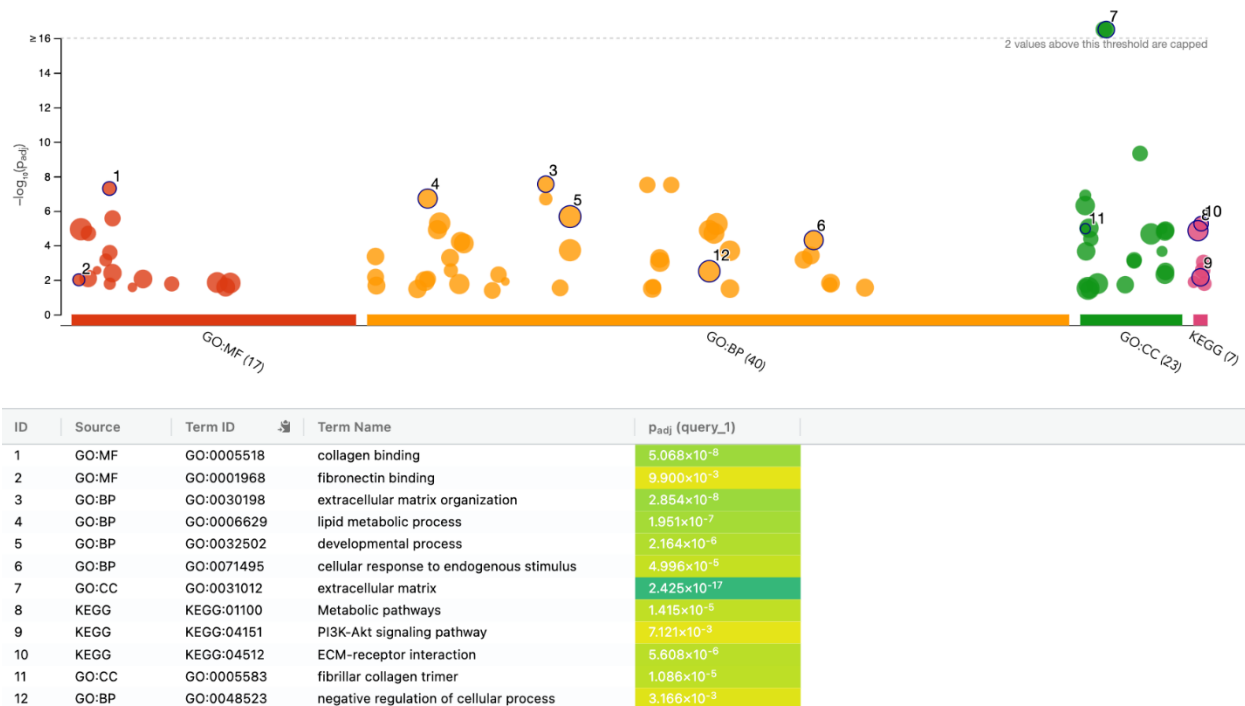 7
≥ 16
2 values above this threshold are capped
14
12
10
8
6
4
2
0
-log10(padj)
1
2
3
4
5
6
12
11
8
10
9
GO:MF (17)
GO:BP (40)
GO:CC (23)
KEGG (7)
ID Source Term ID Term Name padj (query_1)
1 GO:MF GO:0005518 collagen binding 5.068×10⁻⁸
2 GO:MF GO:0001968 fibronectin binding 9.900×10⁻³
3 GO:BP GO:0030198 extracellular matrix organization 2.854×10⁻⁸
4 GO:BP GO:0006629 lipid metabolic process 1.951×10⁻⁷
5 GO:BP GO:0032502 developmental process 2.164×10⁻⁶
6 GO:BP GO:0071495 cellular response to endogenous stimulus 4.996×10⁻⁵
7 GO:CC GO:0031012 extracellular matrix 2.425×10⁻¹⁷
8 KEGG KEGG:01100 Metabolic pathways 1.415×10⁻⁵
9 KEGG KEGG:04151 PI3K-Akt signaling pathway 7.121×10⁻³
10 KEGG KEGG:04512 ECM-receptor interaction 5.608×10⁻⁶
11 GO:CC GO:0005583 fibrillar collagen trimer 1.086×10⁻⁵
12 GO:BP GO:0048523 negative regulation of cellular process 3.166×10⁻³